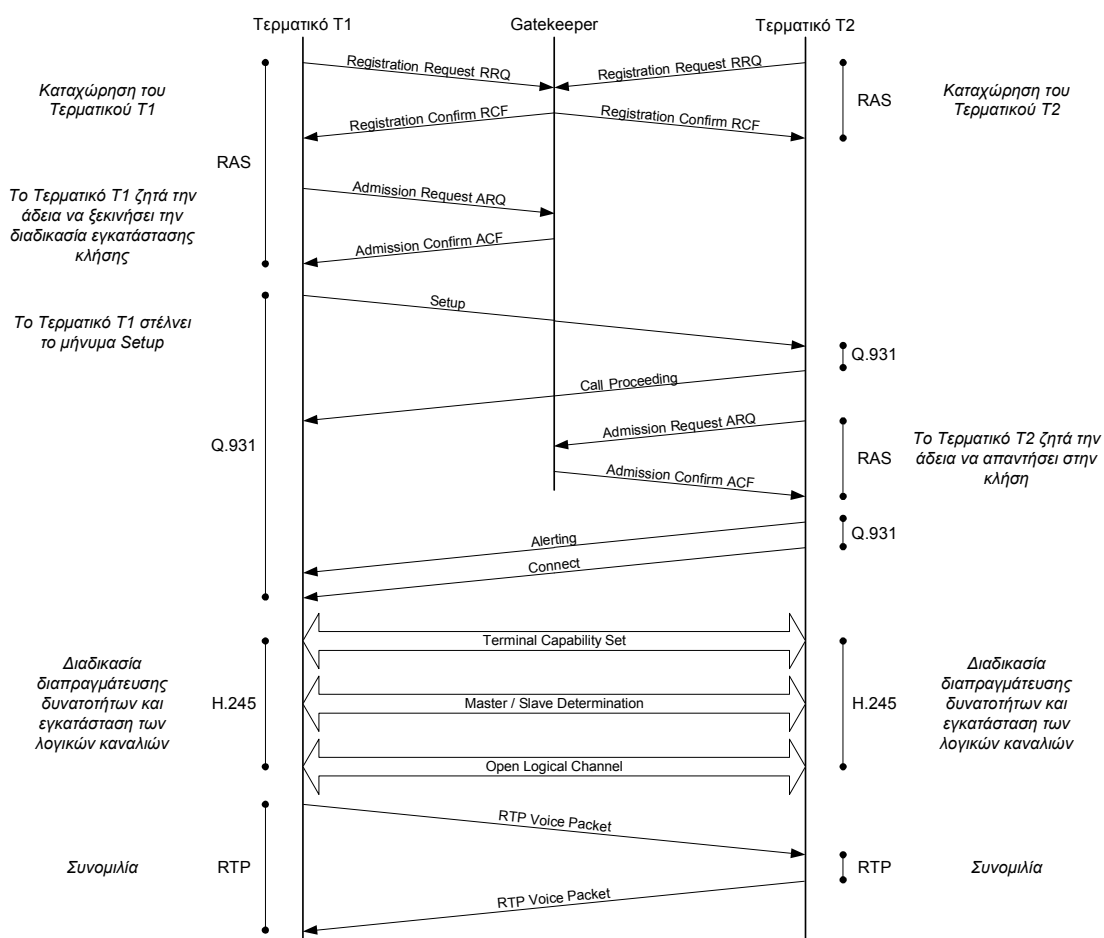 Τερματικό Τ1
Gatekeeper
Τερματικό Τ2
Registration Request RRQ
Registration Request RRQ
Καταχώρηση του
Τερματικού Τ1
RAS
Καταχώρηση του
Τερματικού Τ2
Registration Confirm RCF
Registration Confirm RCF
RAS
Το Τερματικό Τ1 ζητά την
άδεια να ξεκινήσει την
διαδικασία εγκατάστασης
κλήσης
Admission Request ARQ
Admission Confirm ACF
Setup
Το Τερματικό Τ1 στέλνει
το μήνυμα Setup
Q.931
Call Proceeding
Q.931
Admission Request ARQ
RAS
Το Τερματικό Τ2 ζητά την
άδεια να απαντήσει στην
κλήση
Admission Confirm ACF
Q.931
Alerting
Connect
Terminal Capability Set
Διαδικασία
διαπραγμάτευσης
δυνατοτήτων και
εγκατάσταση των
λογικών καναλιών
H.245
Master / Slave Determination
H.245
Διαδικασία
διαπραγμάτευσης
δυνατοτήτων και
εγκατάσταση των
λογικών καναλιών
Open Logical Channel
RTP Voice Packet
Συνομιλία
RTP
RTP
Συνομιλία
RTP Voice Packet